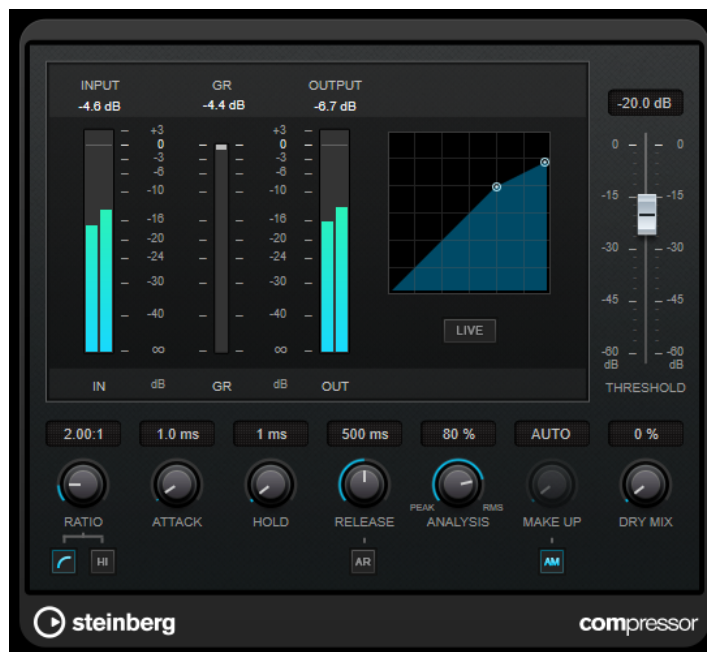 INPUT GR OUTPUT
-4.6 dB -4.4 dB -6.7 dB
-20.0 dB
+3 +3
0 0
-3 -3
-6 -6
-10 -10
-16 -16
-20 -20
-24 -24
-30 -30
-40 -40
∞ ∞
IN dB GR dB OUT
LIVE
0 0
-15 -15
-30 -30
-45 -45
-60 -60
dB dB
THRESHOLD
2.00:1 1.0 ms 1 ms 500 ms 80 % AUTO 0 %
PEAK RMS
RATIO ATTACK HOLD RELEASE ANALYSIS MAKE UP DRY MIX
HI AR AM
steinberg compressor